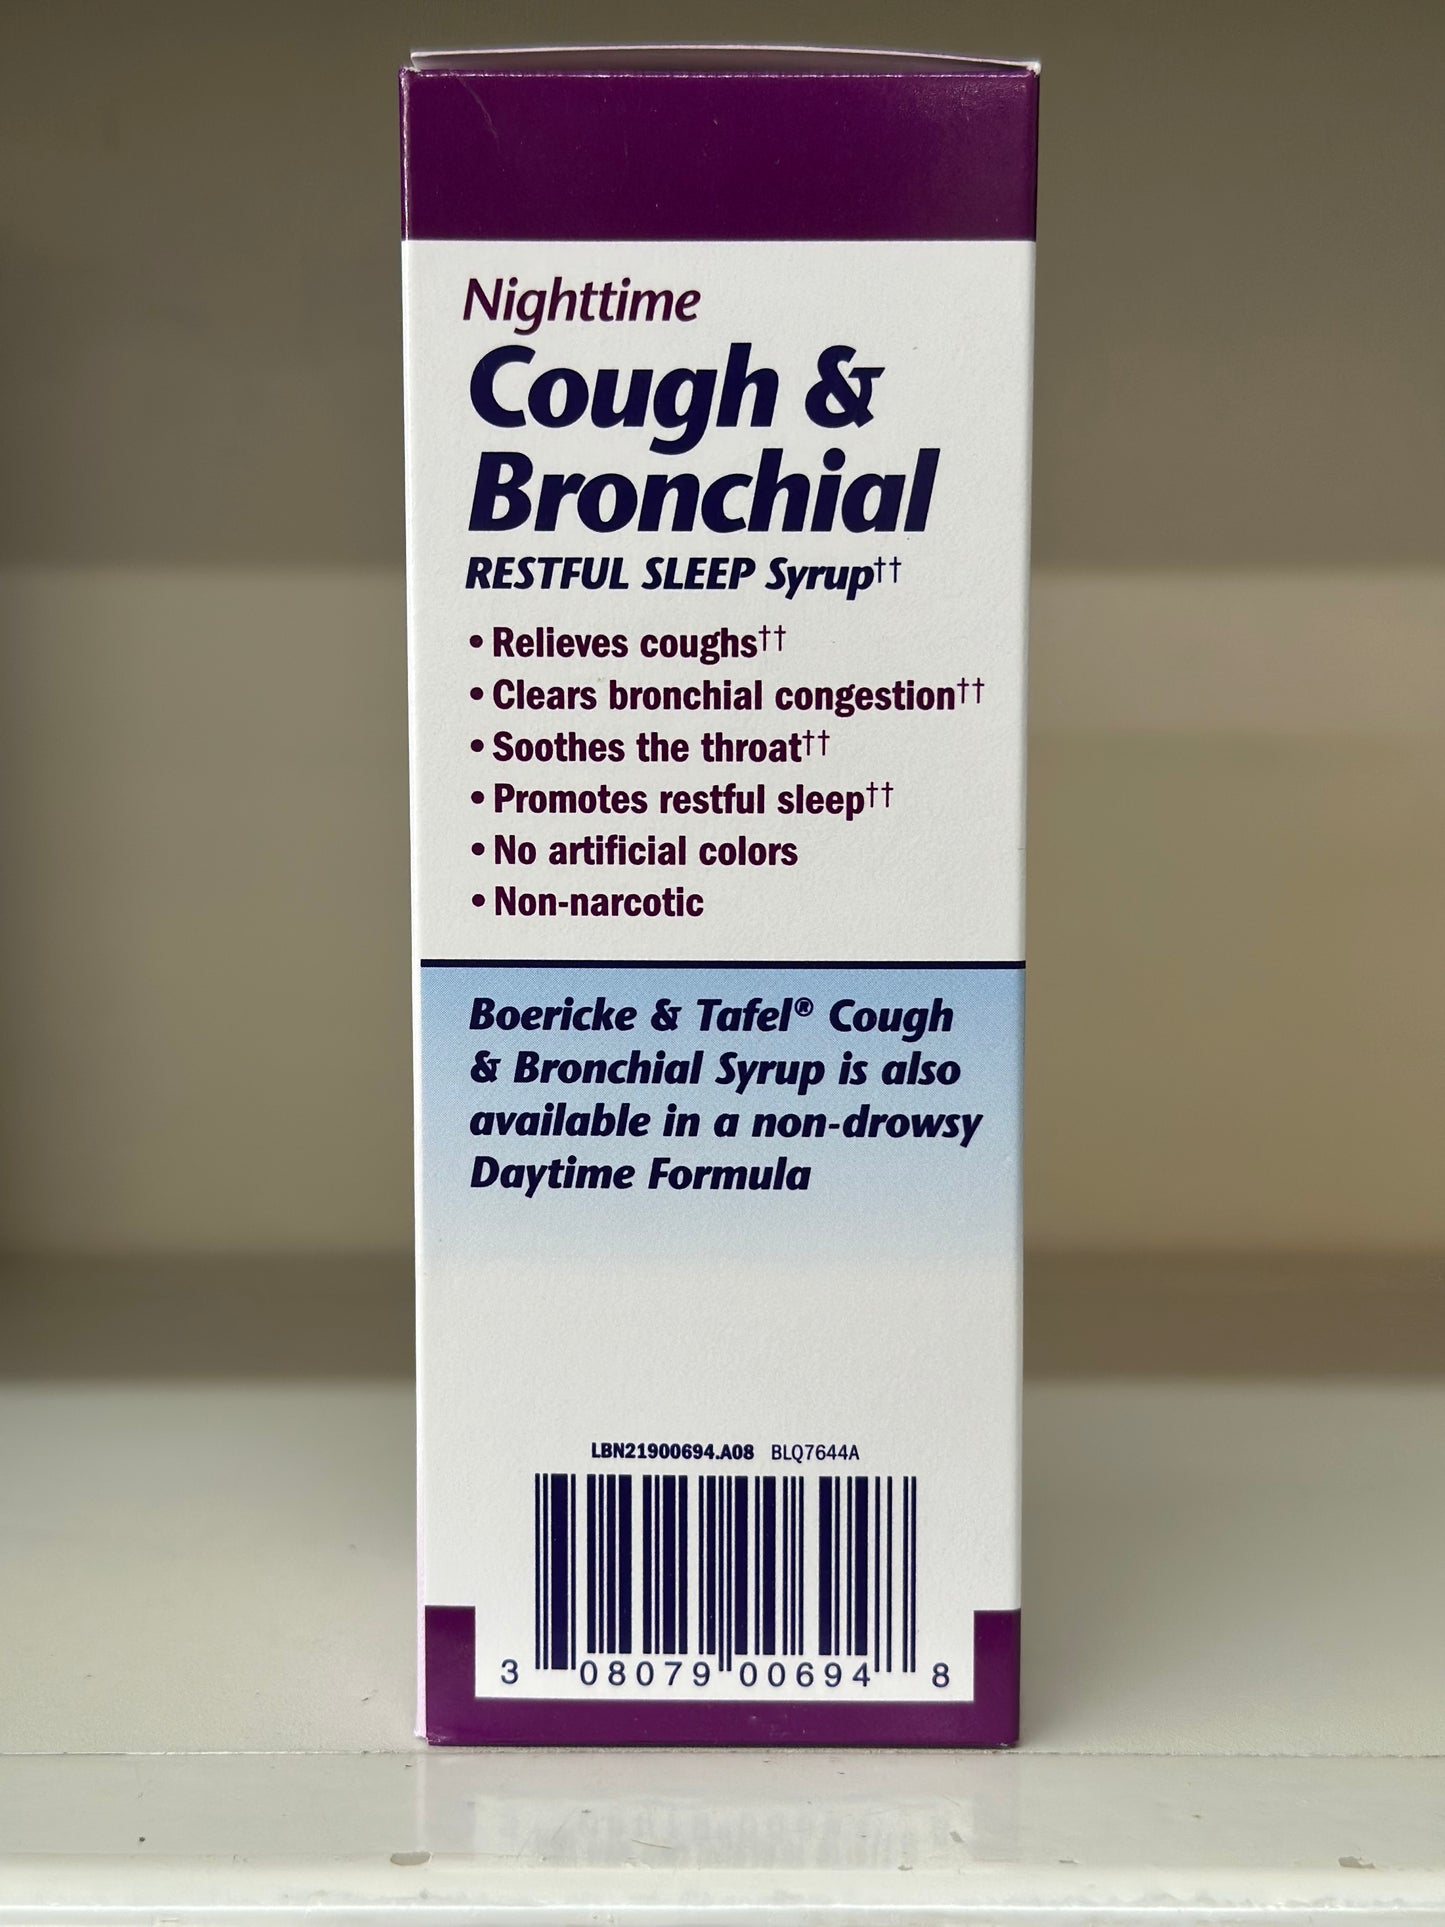 Nighttime
Cough &
Bronchial
RESTFUL SLEEP Syrup††
• Relieves coughs††
• Clears bronchial congestion††
• Soothes the throat††
• Promotes restful sleep††
• No artificial colors
• Non-narcotic
Boericke & Tafel® Cough
& Bronchial Syrup is also
available in a non-drowsy
Daytime Formula
LBN21900694.A08 BLQ7644A
3 08079 00694 8